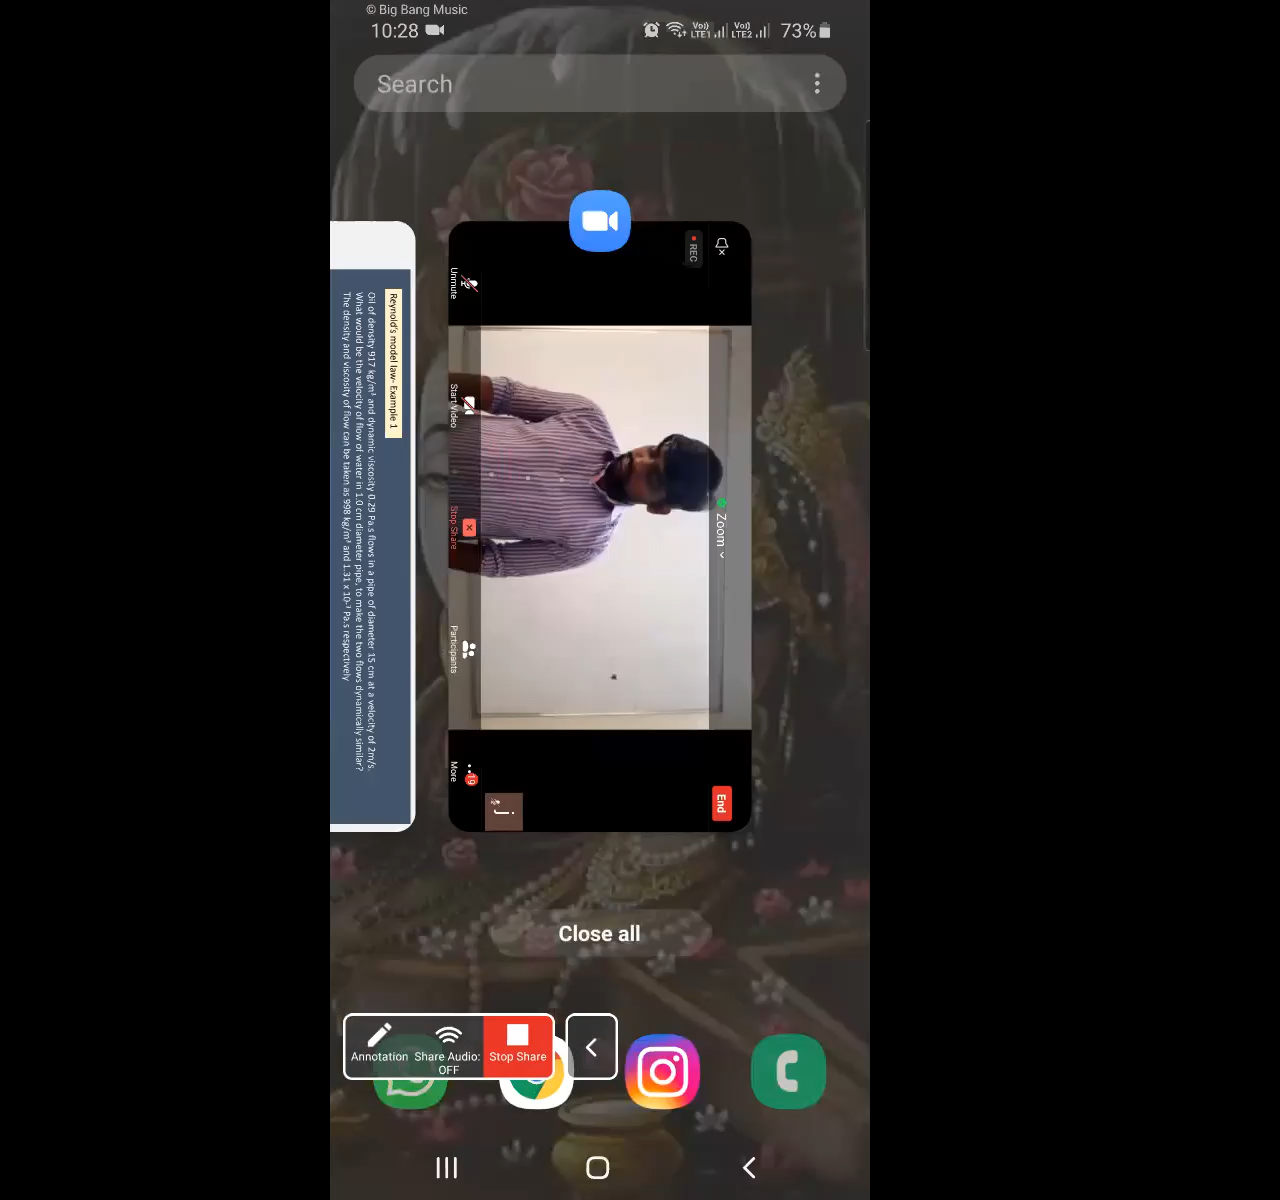 © Big Bang Music
10:28
Vo)) LTE1
Vo)) LTE2
73%
Search
Reynold's model law- Example 1
Oil of density 917 kg/m³ and dynamic viscosity 0.29 Pa.s flows in a pipe of diameter 15 cm at a velocity of 2m/s.
What would be the velocity of flow of water in 1.0 cm diameter pipe, to make the two flows dynamically similar?
The density and viscosity of flow can be taken as 998 kg/m³ and 1.31 x 10⁻³ Pa.s respectively
REC
Zoom
End
Unmute
Start Video
Stop Share
Participants
19
More
j
Close all
Annotation
Share Audio: OFF
Stop Share